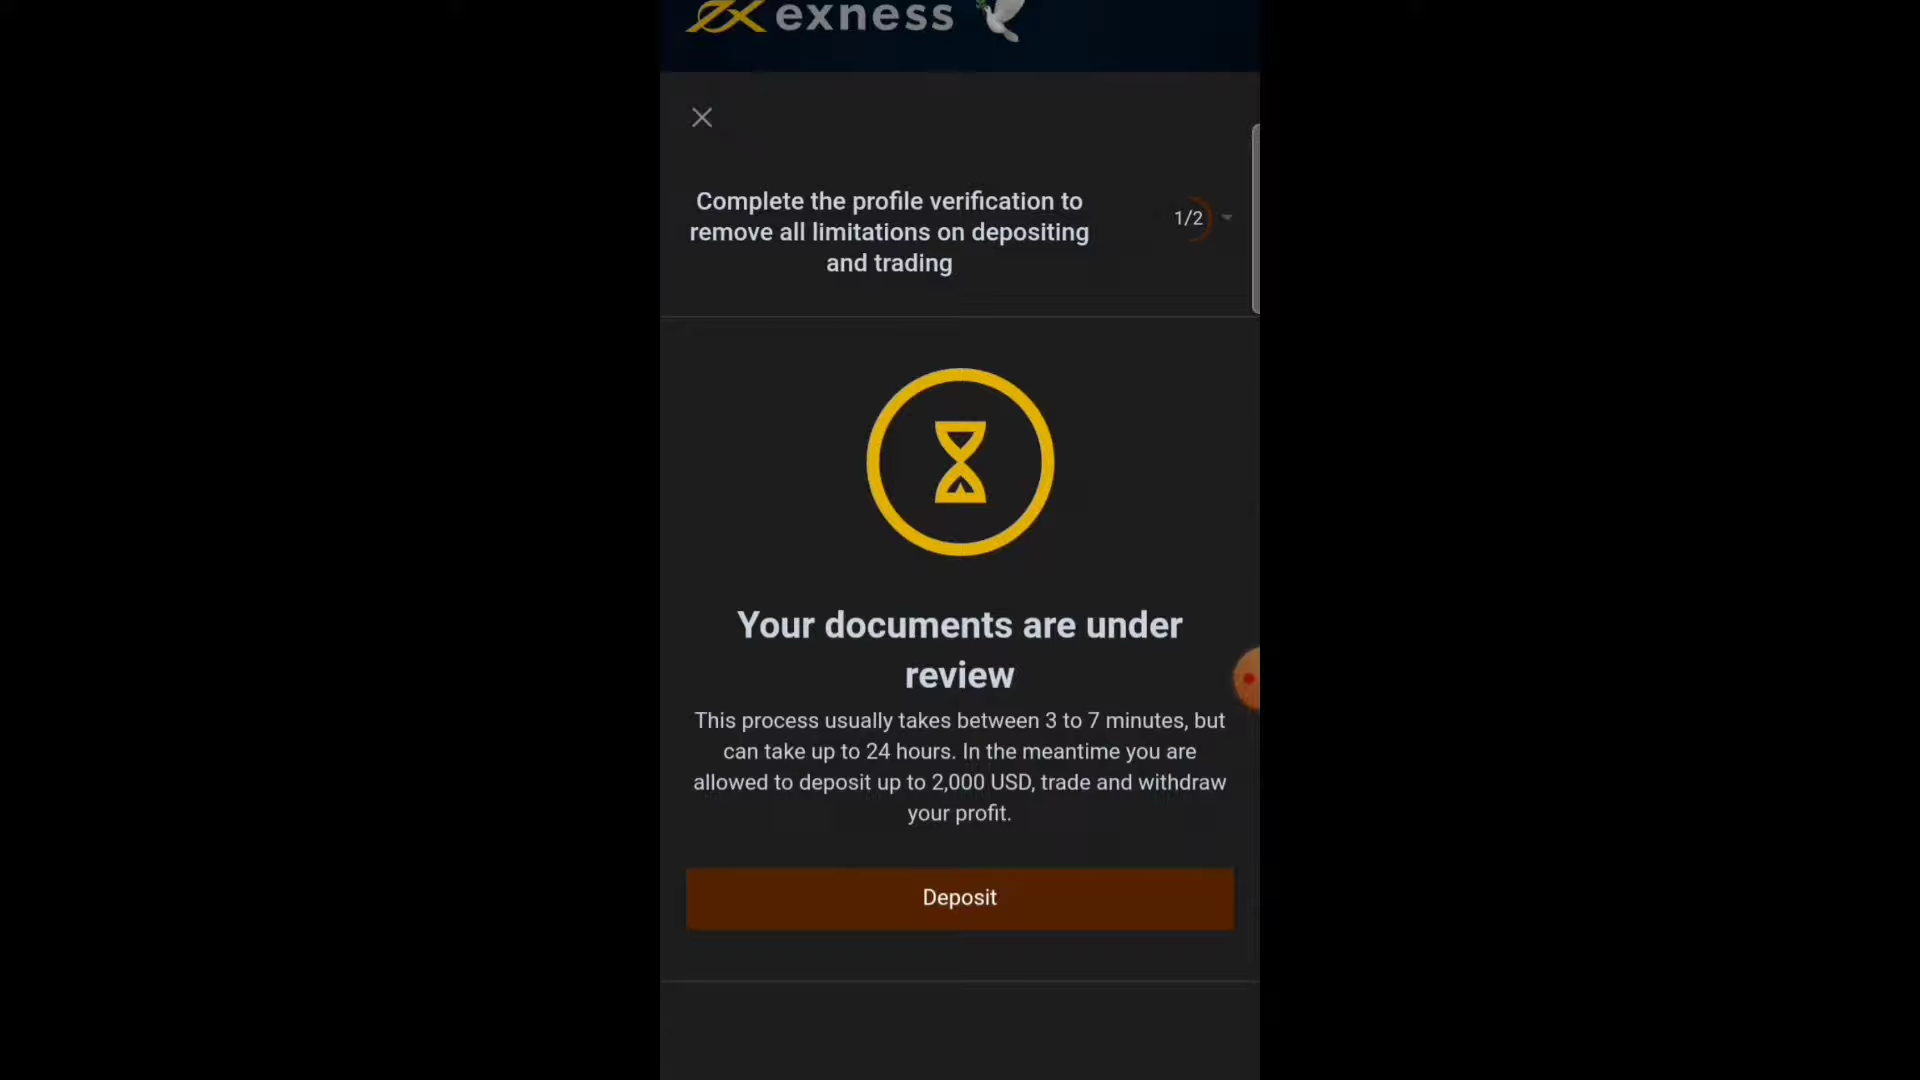 exness
Complete the profile verification to
remove all limitations on depositing
and trading
1/2
Your documents are under
review
This process usually takes between 3 to 7 minutes, but
can take up to 24 hours. In the meantime you are
allowed to deposit up to 2,000 USD, trade and withdraw
your profit.
Deposit